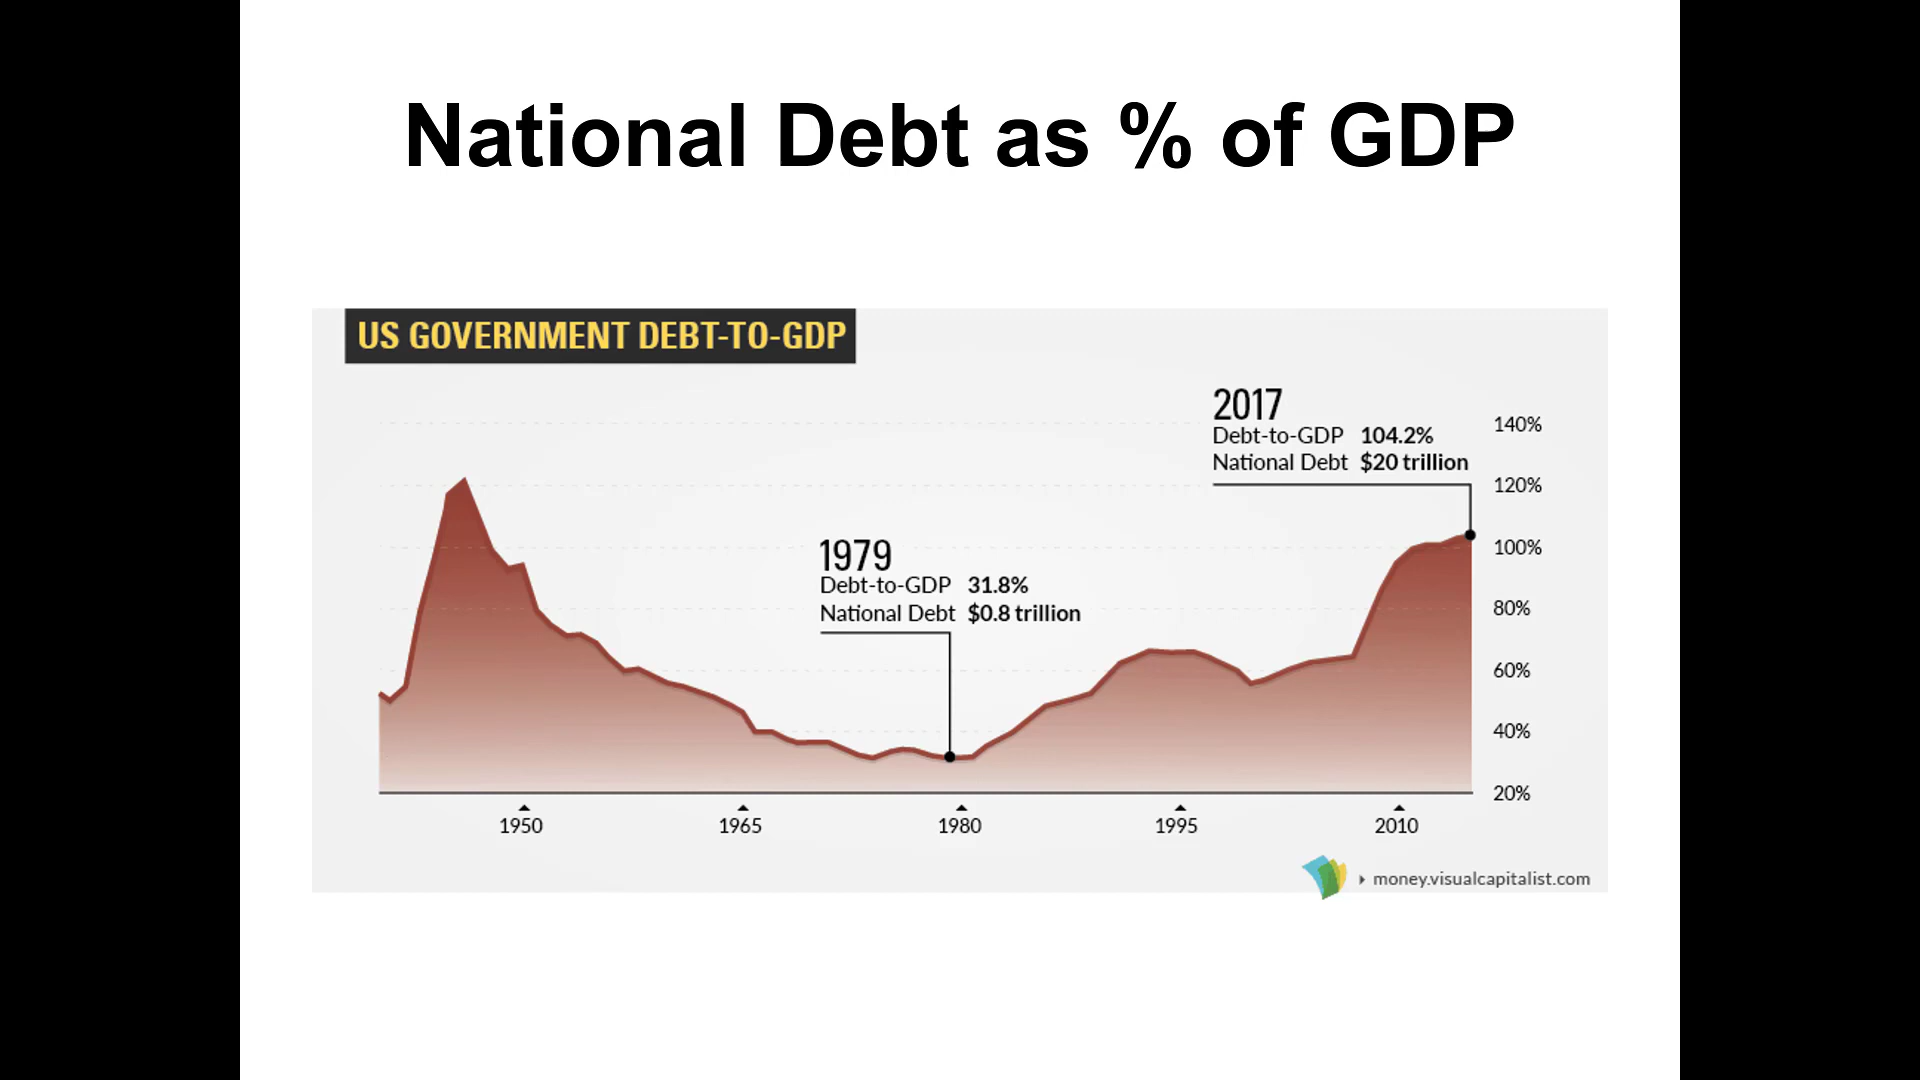 National Debt as % of GDP
US GOVERNMENT DEBT-TO-GDP
2017
Debt-to-GDP 104.2%
National Debt $20 trillion
1979
Debt-to-GDP 31.8%
National Debt $0.8 trillion
140%
120%
100%
80%
60%
40%
20%
1950 1965 1980 1995 2010
money.visualcapitalist.com